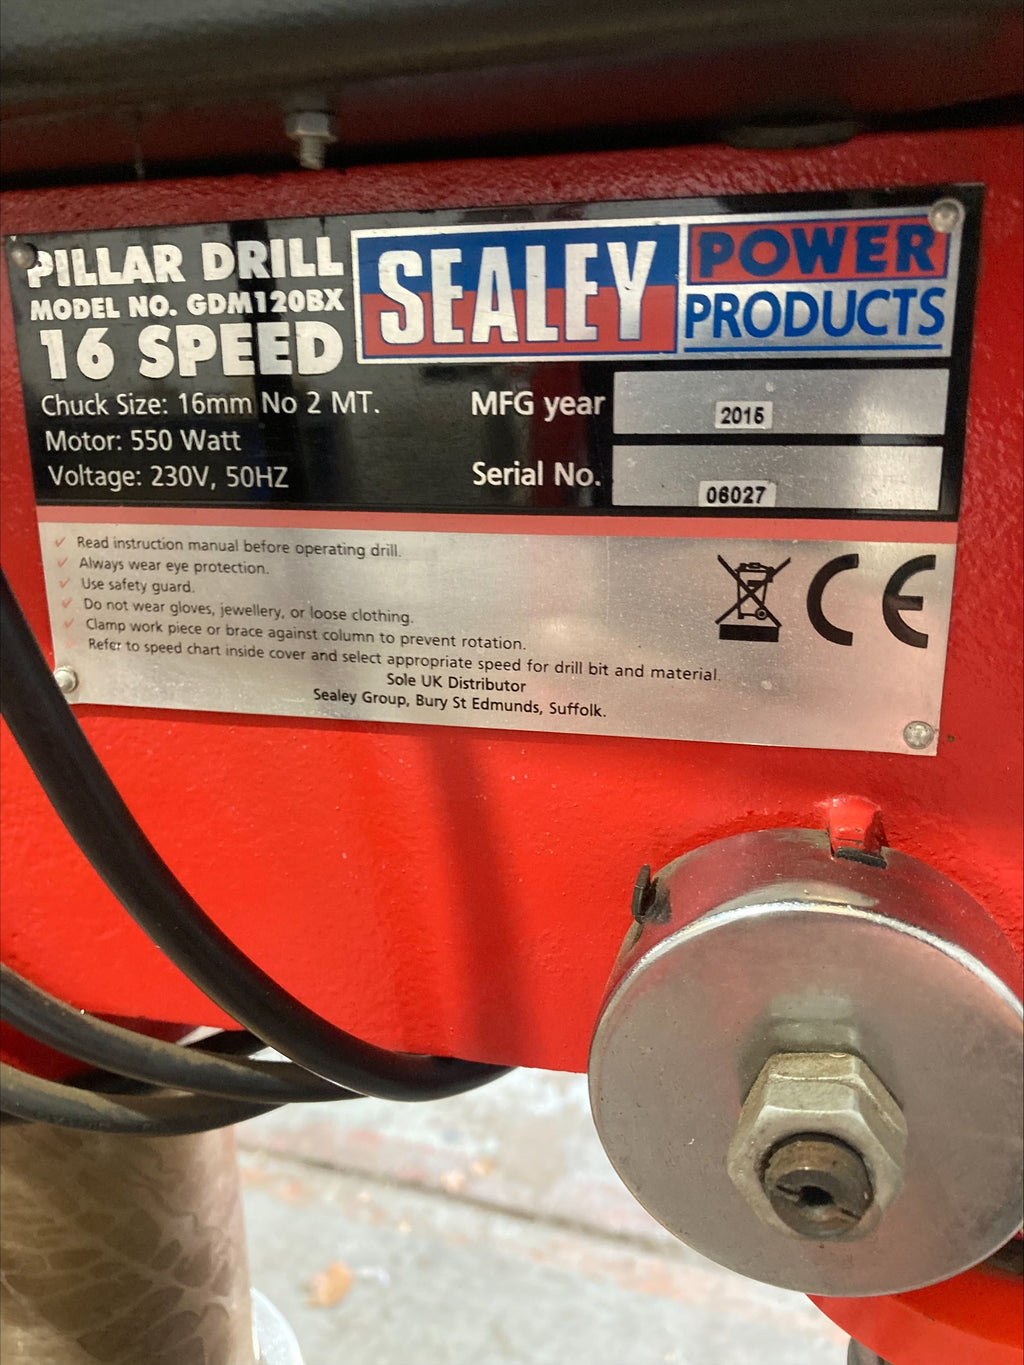 PILLAR DRILL
MODEL NO. GDM120BX
16 SPEED
SEALEY
POWER
PRODUCTS
Chuck Size: 16mm No 2 MT.
Motor: 550 Watt
Voltage: 230V, 50HZ
MFG year
2015
Serial No.
06027
Read instruction manual before operating drill.
Always wear eye protection.
Use safety guard.
Do not wear gloves, jewellery, or loose clothing.
Clamp work piece or brace against column to prevent rotation.
Refer to speed chart inside cover and select appropriate speed for drill bit and material.
Sole UK Distributor
Sealey Group, Bury St Edmunds, Suffolk.
CE